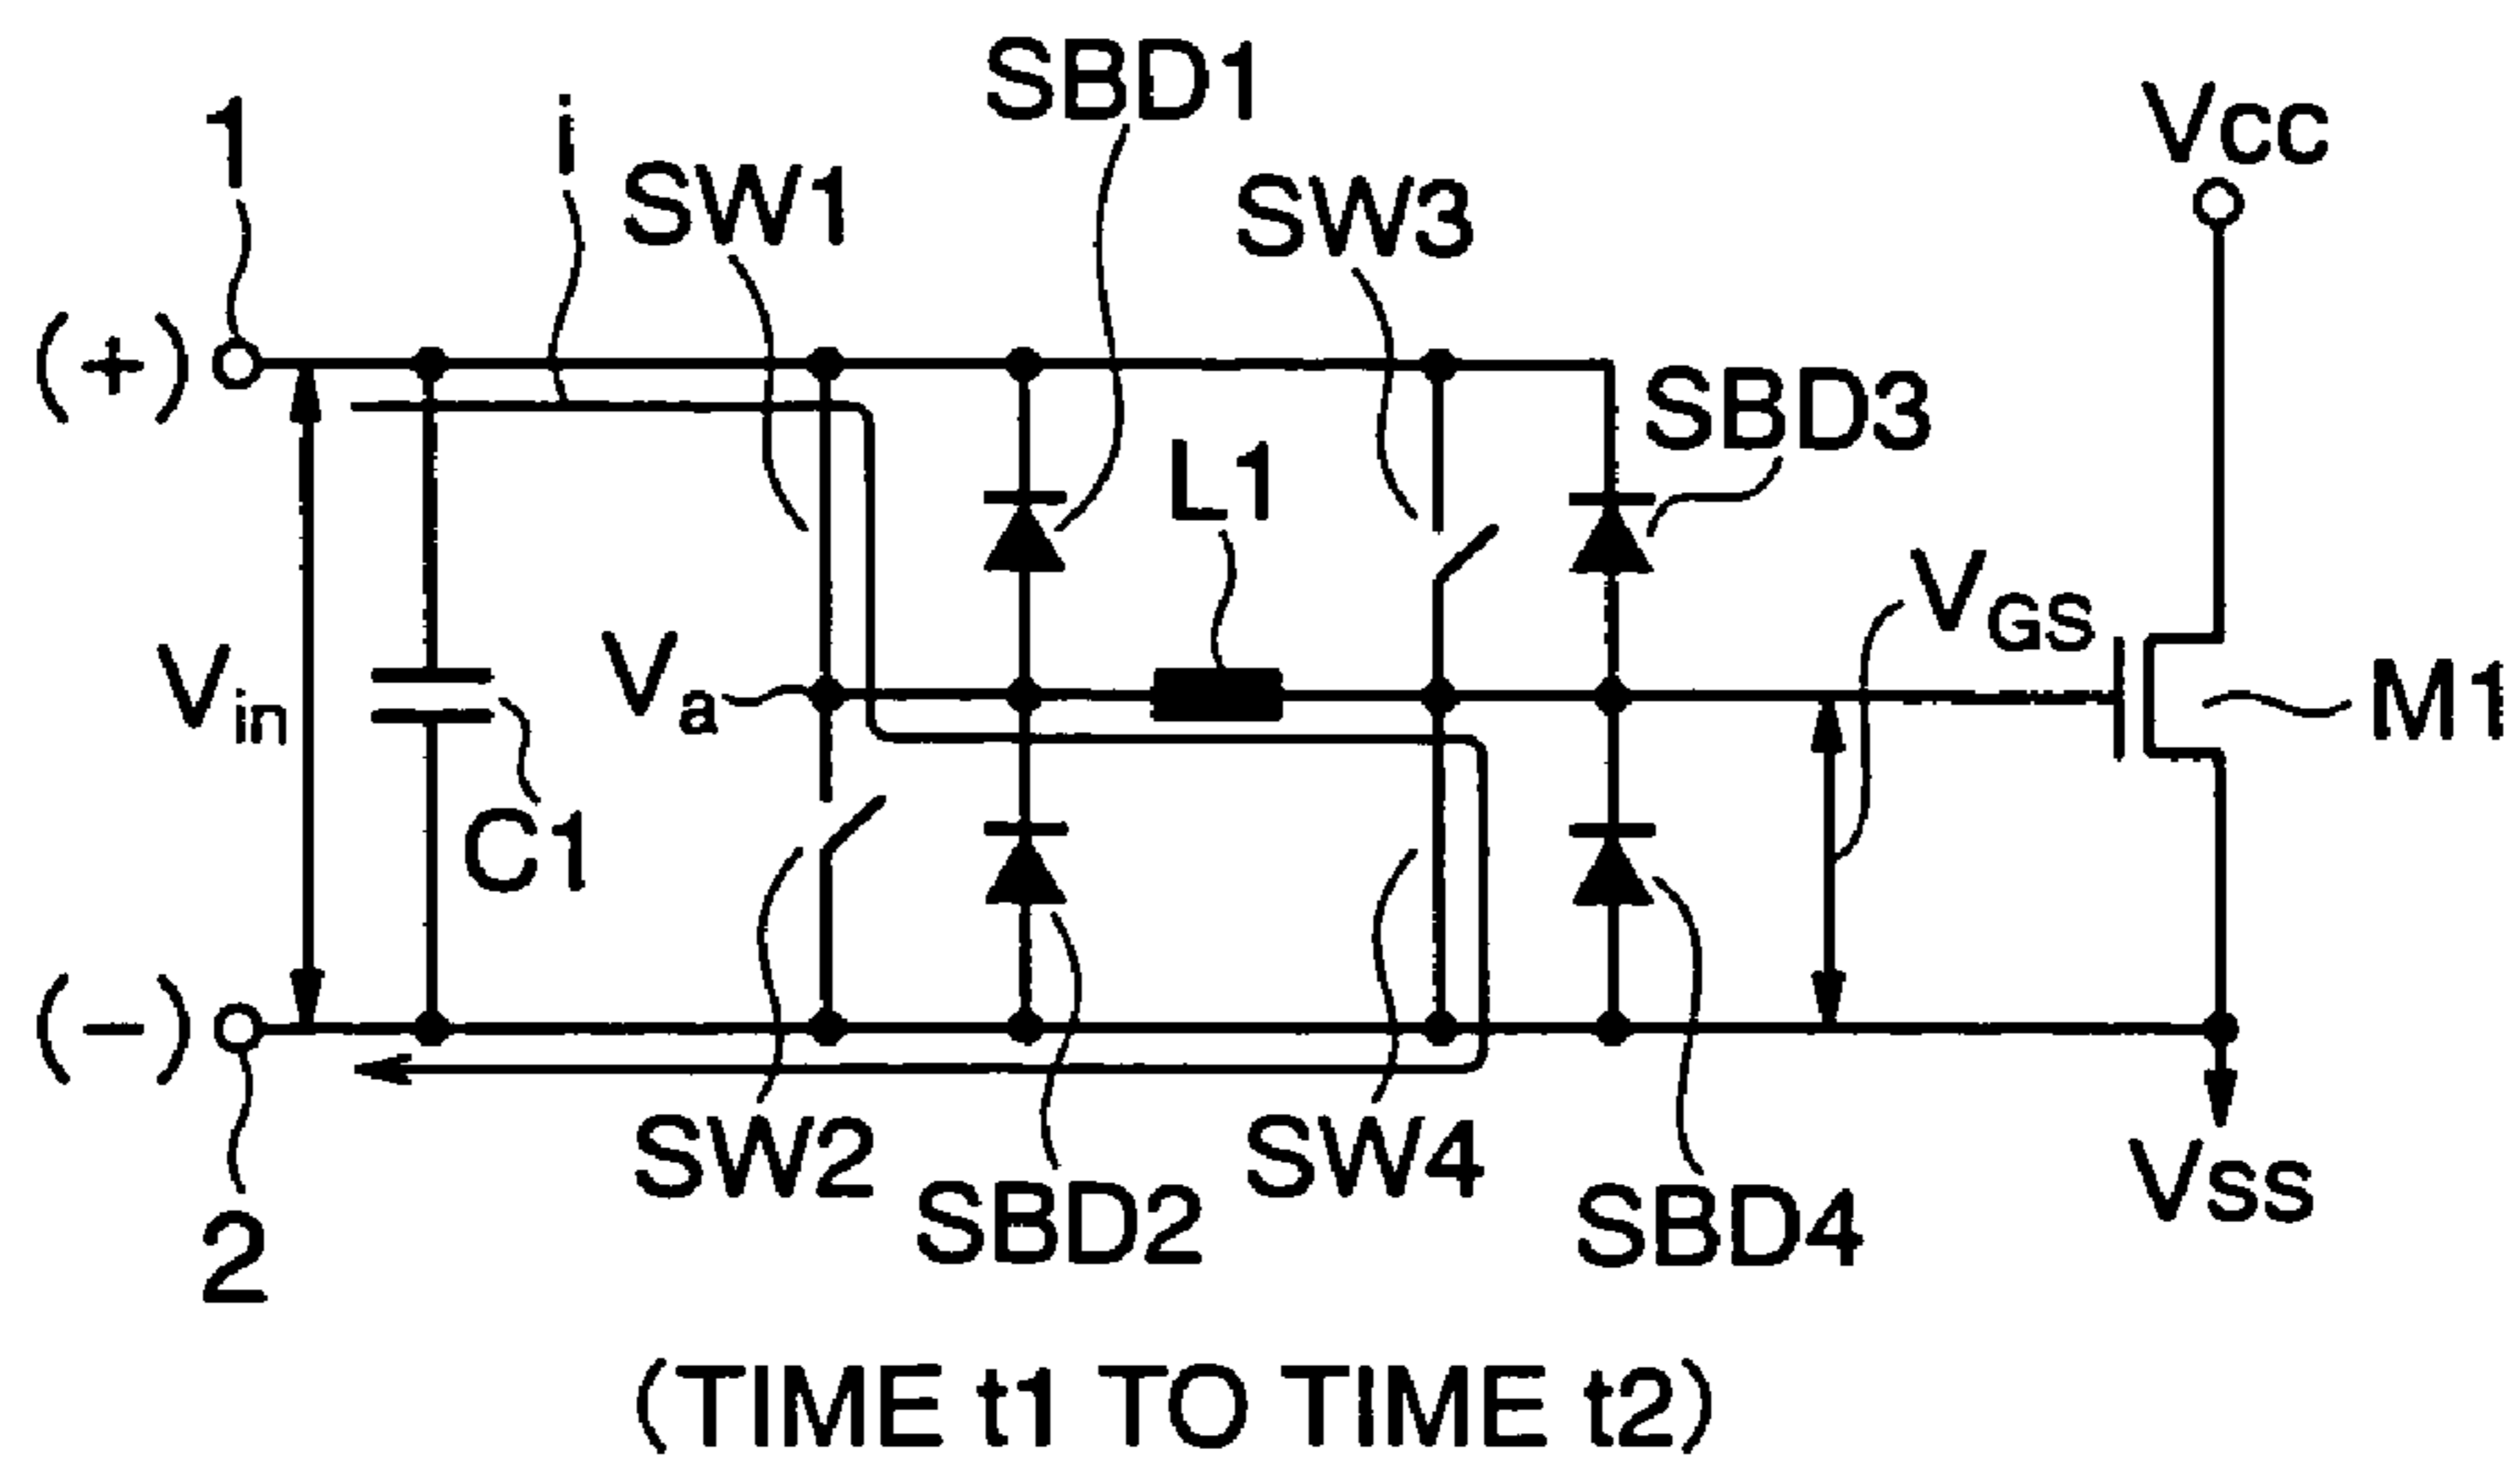 SBD1
1
i
SW1
SW3
VCC
(+)
SBD3
L1
VGS
Vin
Va
M1
C1
(−)
SW2
SW4
SBD2
SBD4
VSS
2
(TIME t1 TO TIME t2)